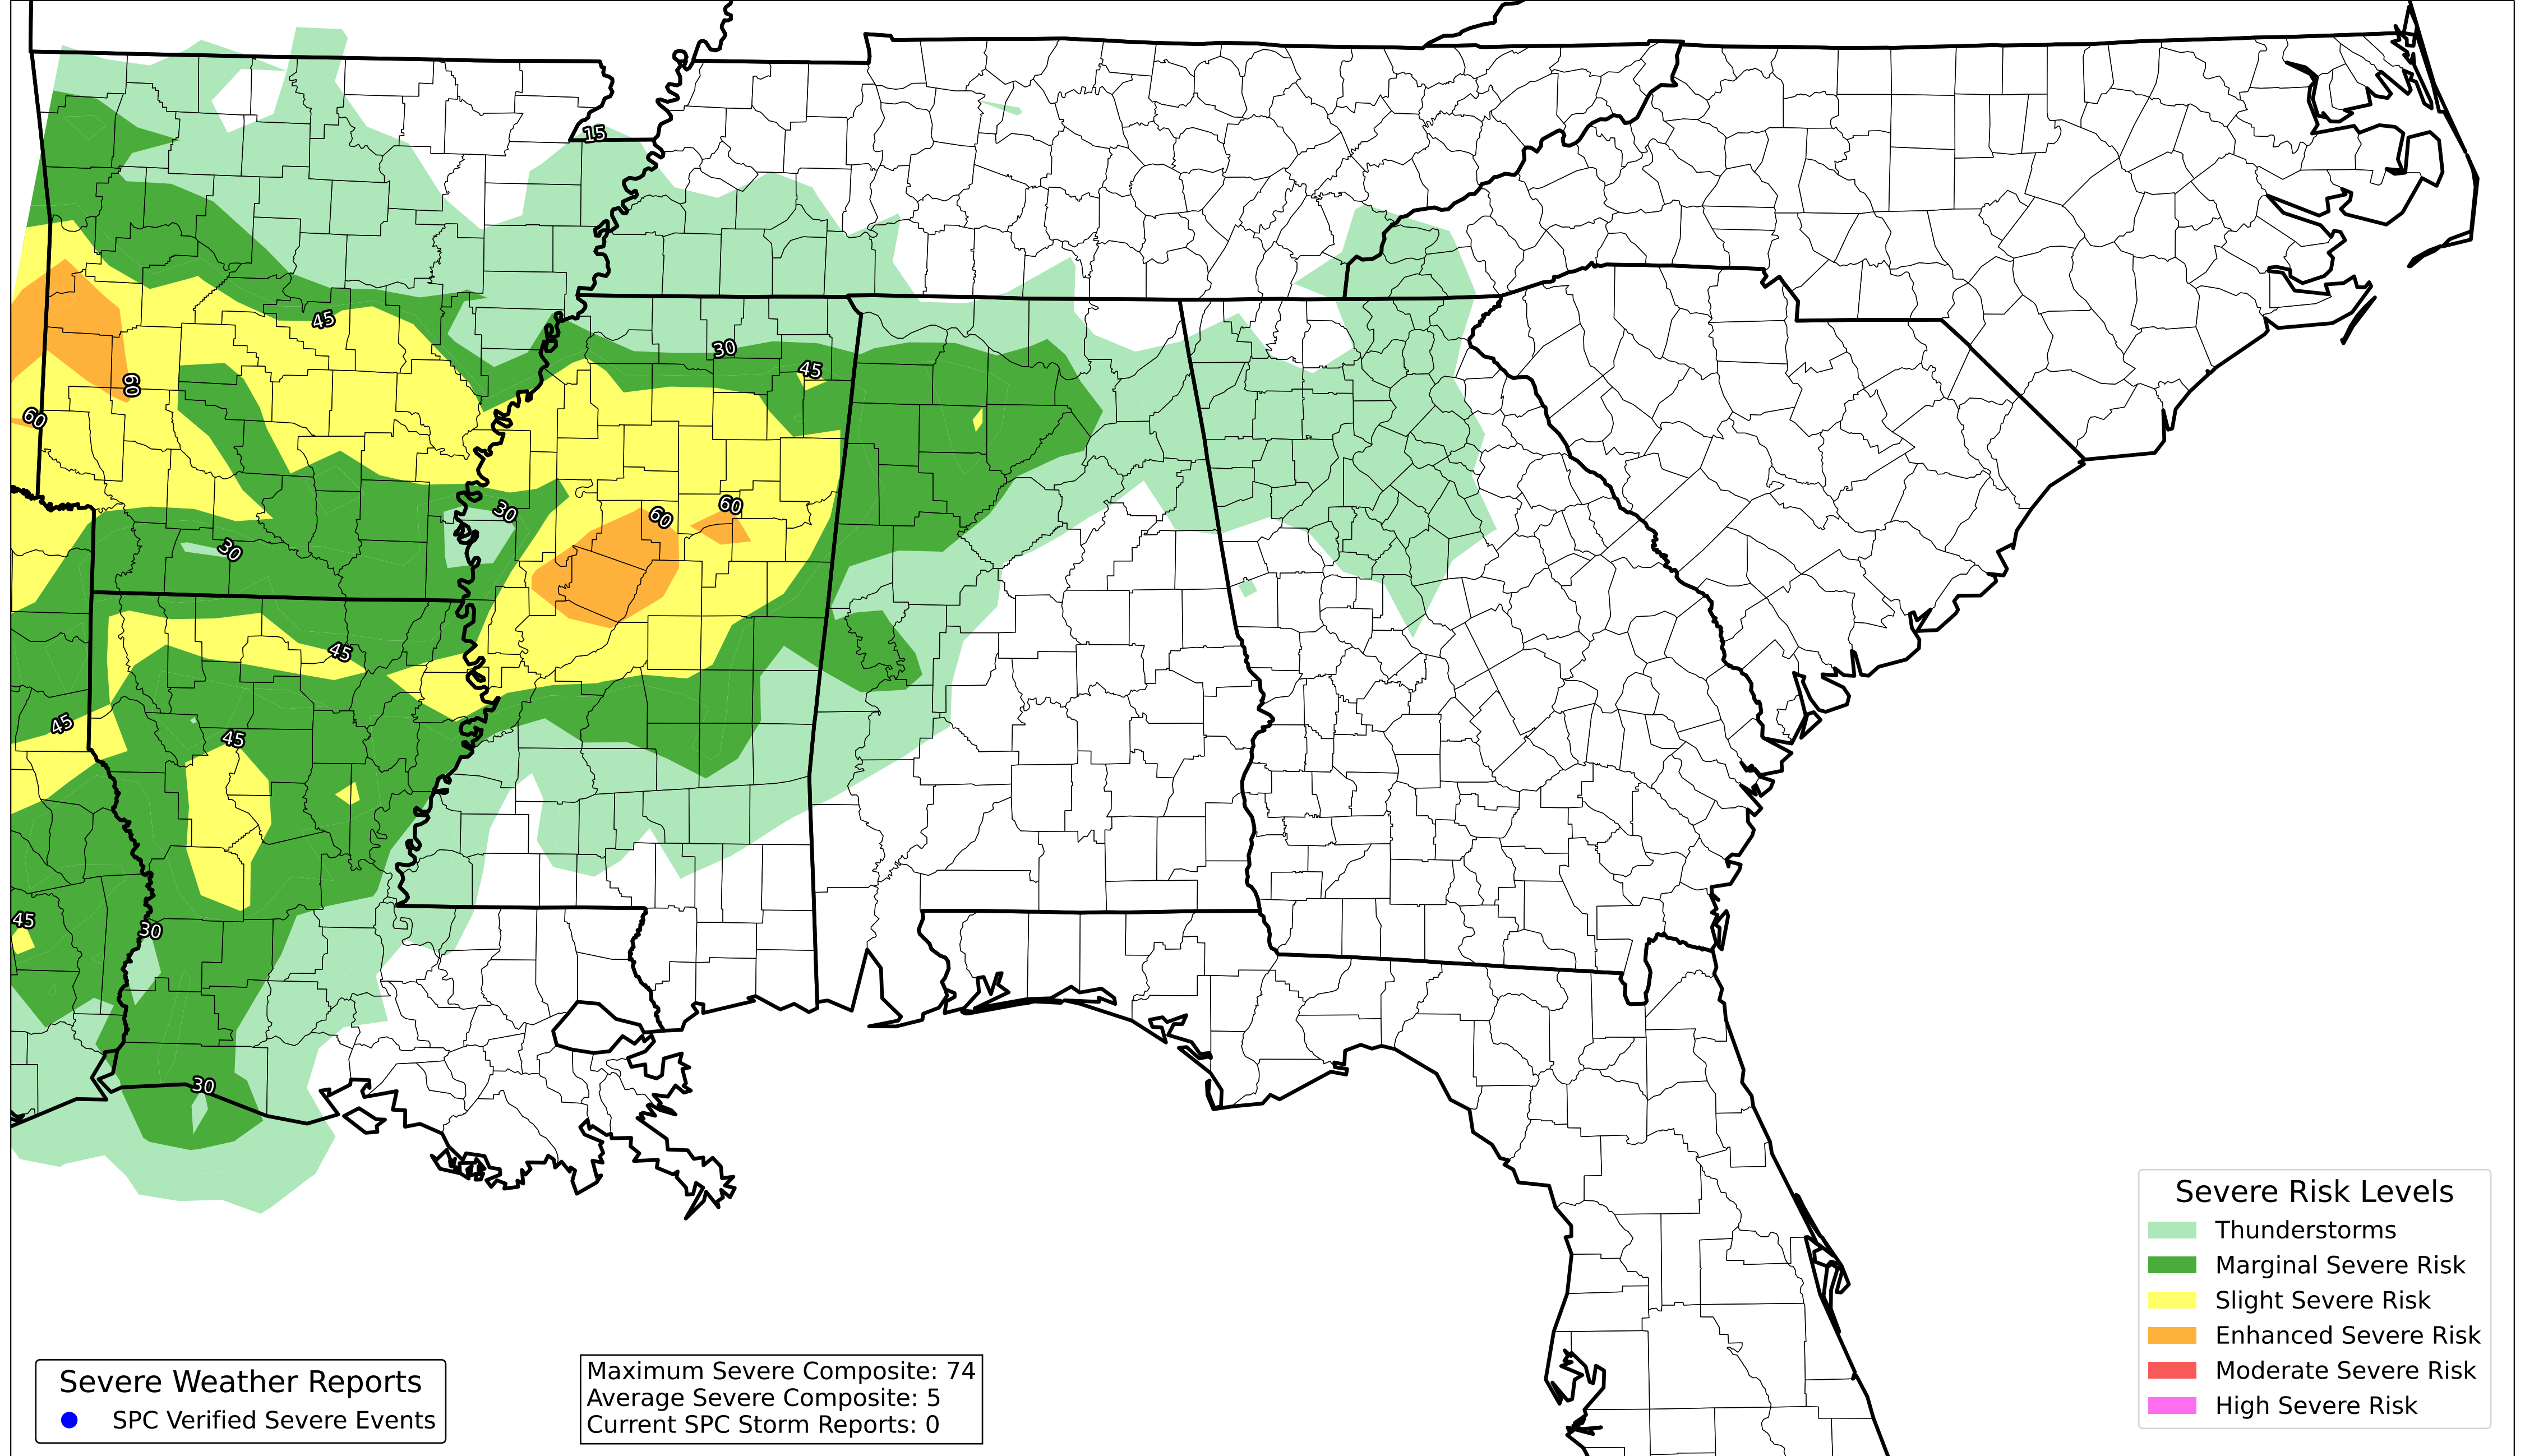 15
45
30
45
60
60
60
60
30
30
45
45
45
45
30
30
Severe Risk Levels
Thunderstorms
Marginal Severe Risk
Slight Severe Risk
Enhanced Severe Risk
Moderate Severe Risk
High Severe Risk
Severe Weather Reports
SPC Verified Severe Events
Maximum Severe Composite: 74
Average Severe Composite: 5
Current SPC Storm Reports: 0